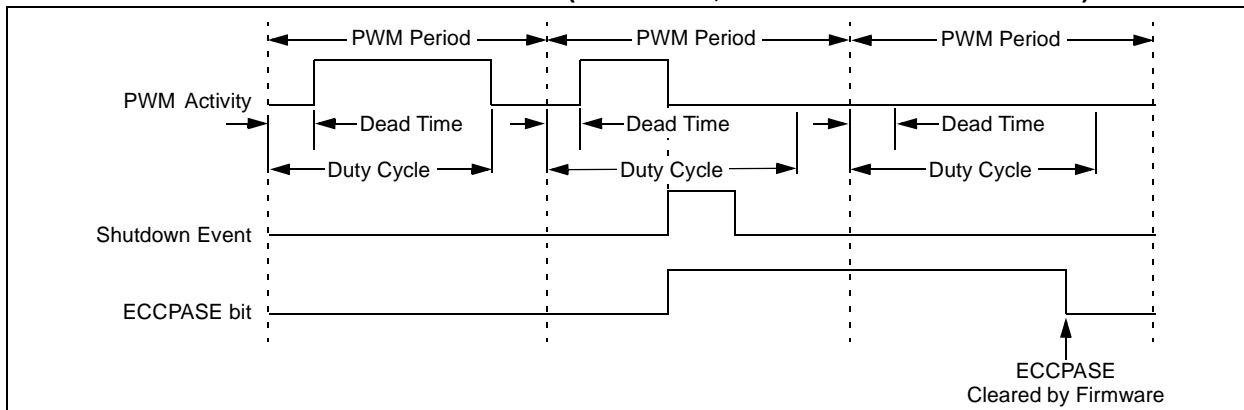 PWM Period PWM Period PWM Period
PWM Activity
Dead Time Dead Time Dead Time
Duty Cycle Duty Cycle Duty Cycle
Shutdown Event
ECCPASE bit
ECCPASE
Cleared by Firmware